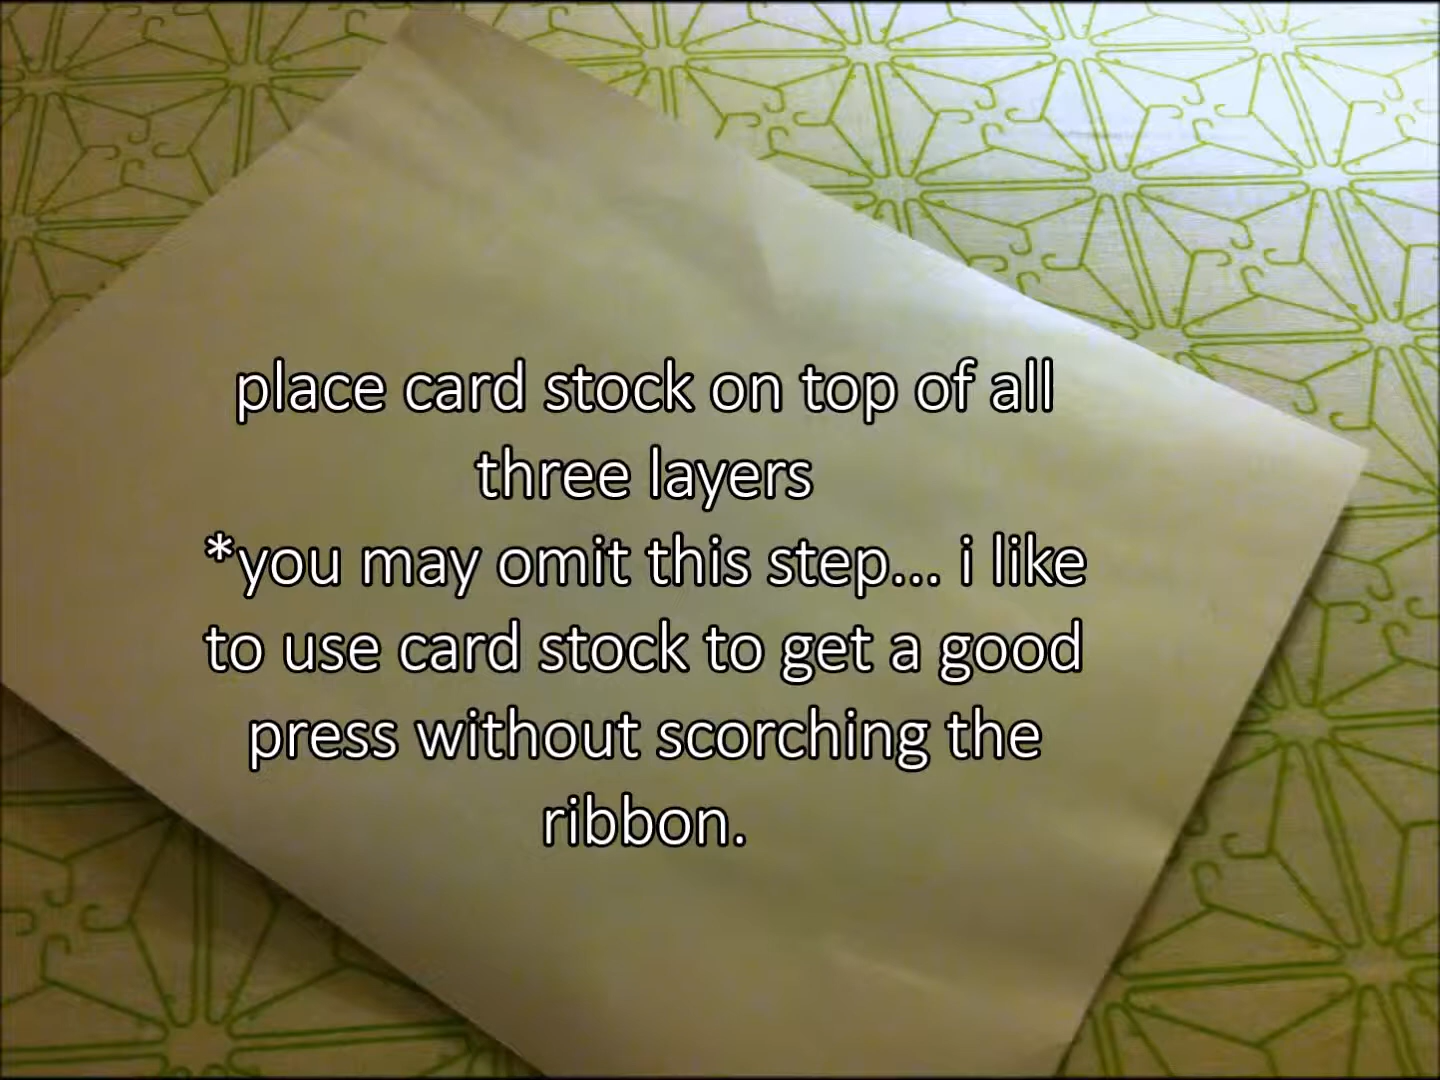 place card stock on top of all
three layers
*you may omit this step... i like
to use card stock to get a good
press without scorching the
ribbon.